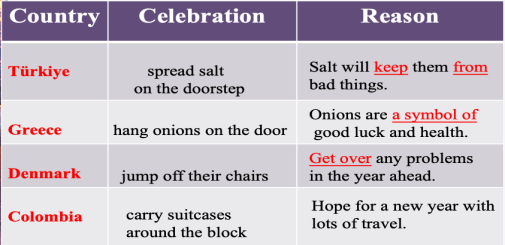 Country Celebration Reason
Türkiye spread salt on the doorstep Salt will keep them from bad things.
Greece hang onions on the door Onions are a symbol of good luck and health.
Denmark jump off their chairs Get over any problems in the year ahead.
Colombia carry suitcases around the block Hope for a new year with lots of travel.